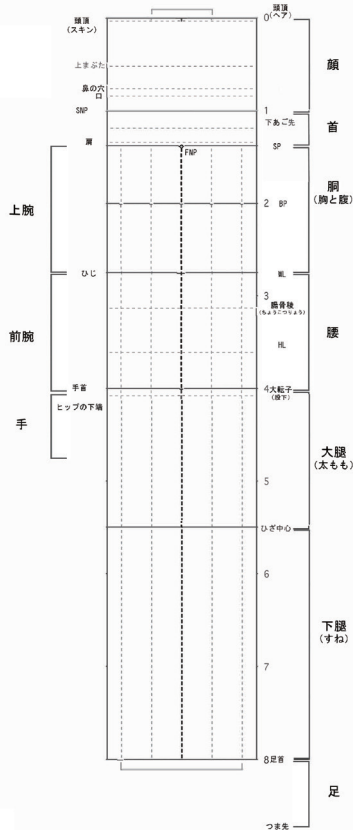 頭頂
(スキン)
0
頭頂
(ヘア)
顔
上まぶた
鼻の穴
口
SNP
1
下あご先
首
肩
FNP
SP
上腕
胴
(胸と腹)
2
BP
ひじ
WL
3
腸骨稜
(ちょうこつりょう)
前腕
腰
HL
手首
4
大転子
(股下)
ヒップの下端
手
大腿
(太もも)
5
ひざ中心
6
下腿
(すね)
7
8
足首
足
つま先